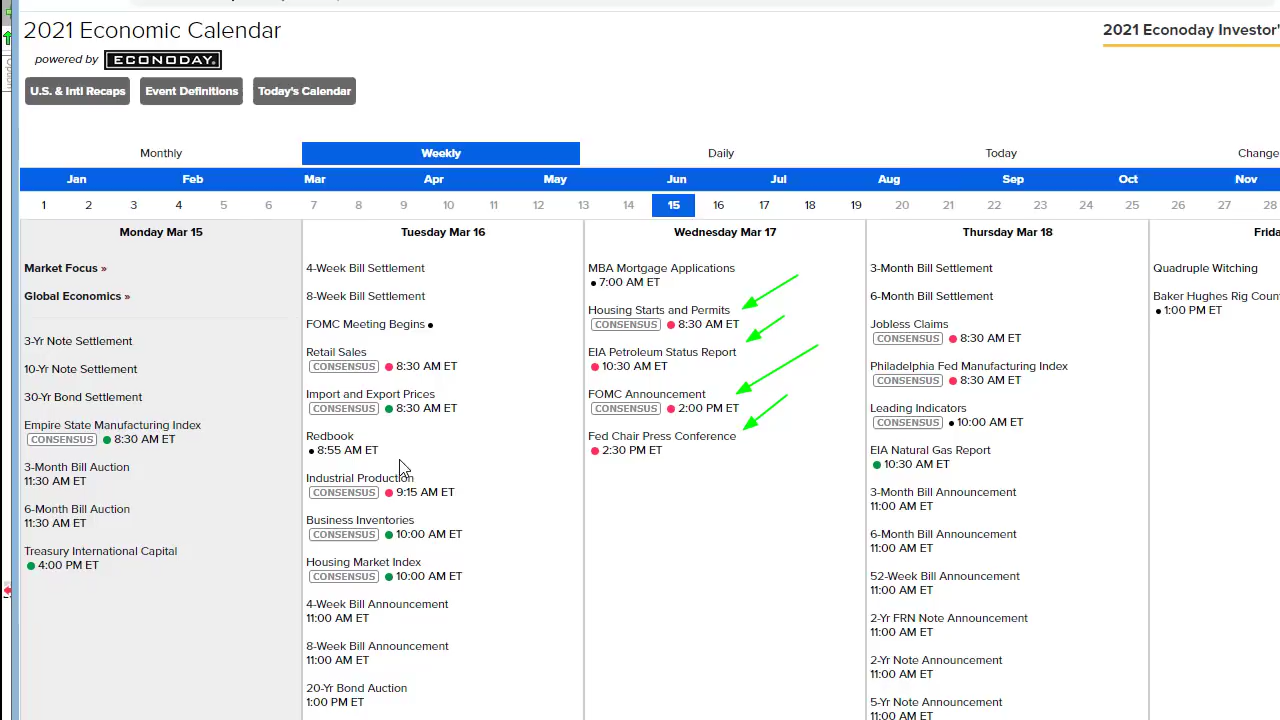 2021 Economic Calendar
2021 Econoday Investor'
powered by ECONODAY®
U.S. & Intl Recaps Event Definitions Today's Calendar
Monthly Weekly Daily Today Change
Jan Feb Mar Apr May Jun Jul Aug Sep Oct Nov
1 2 3 4 5 6 7 8 9 10 11 12 13 14 15 16 17 18 19 20 21 22 23 24 25 26 27 28
Monday Mar 15
Market Focus »
Global Economics »
3-Yr Note Settlement
10-Yr Note Settlement
30-Yr Bond Settlement
Empire State Manufacturing Index
CONSENSUS 8:30 AM ET
3-Month Bill Auction
11:30 AM ET
6-Month Bill Auction
11:30 AM ET
Treasury International Capital
4:00 PM ET
Tuesday Mar 16
4-Week Bill Settlement
8-Week Bill Settlement
FOMC Meeting Begins
Retail Sales
CONSENSUS 8:30 AM ET
Import and Export Prices
CONSENSUS 8:30 AM ET
Redbook
8:55 AM ET
Industrial Production
CONSENSUS 9:15 AM ET
Business Inventories
CONSENSUS 10:00 AM ET
Housing Market Index
CONSENSUS 10:00 AM ET
4-Week Bill Announcement
11:00 AM ET
8-Week Bill Announcement
11:00 AM ET
20-Yr Bond Auction
1:00 PM ET
Wednesday Mar 17
MBA Mortgage Applications
7:00 AM ET
Housing Starts and Permits
CONSENSUS 8:30 AM ET
EIA Petroleum Status Report
10:30 AM ET
FOMC Announcement
CONSENSUS 2:00 PM ET
Fed Chair Press Conference
2:30 PM ET
Thursday Mar 18
3-Month Bill Settlement
6-Month Bill Settlement
Jobless Claims
CONSENSUS 8:30 AM ET
Philadelphia Fed Manufacturing Index
CONSENSUS 8:30 AM ET
Leading Indicators
CONSENSUS 10:00 AM ET
EIA Natural Gas Report
10:30 AM ET
3-Month Bill Announcement
11:00 AM ET
6-Month Bill Announcement
11:00 AM ET
52-Week Bill Announcement
11:00 AM ET
2-Yr FRN Note Announcement
11:00 AM ET
2-Yr Note Announcement
11:00 AM ET
5-Yr Note Announcement
11:00 AM ET
Frida
Quadruple Witching
Baker Hughes Rig Coun
1:00 PM ET